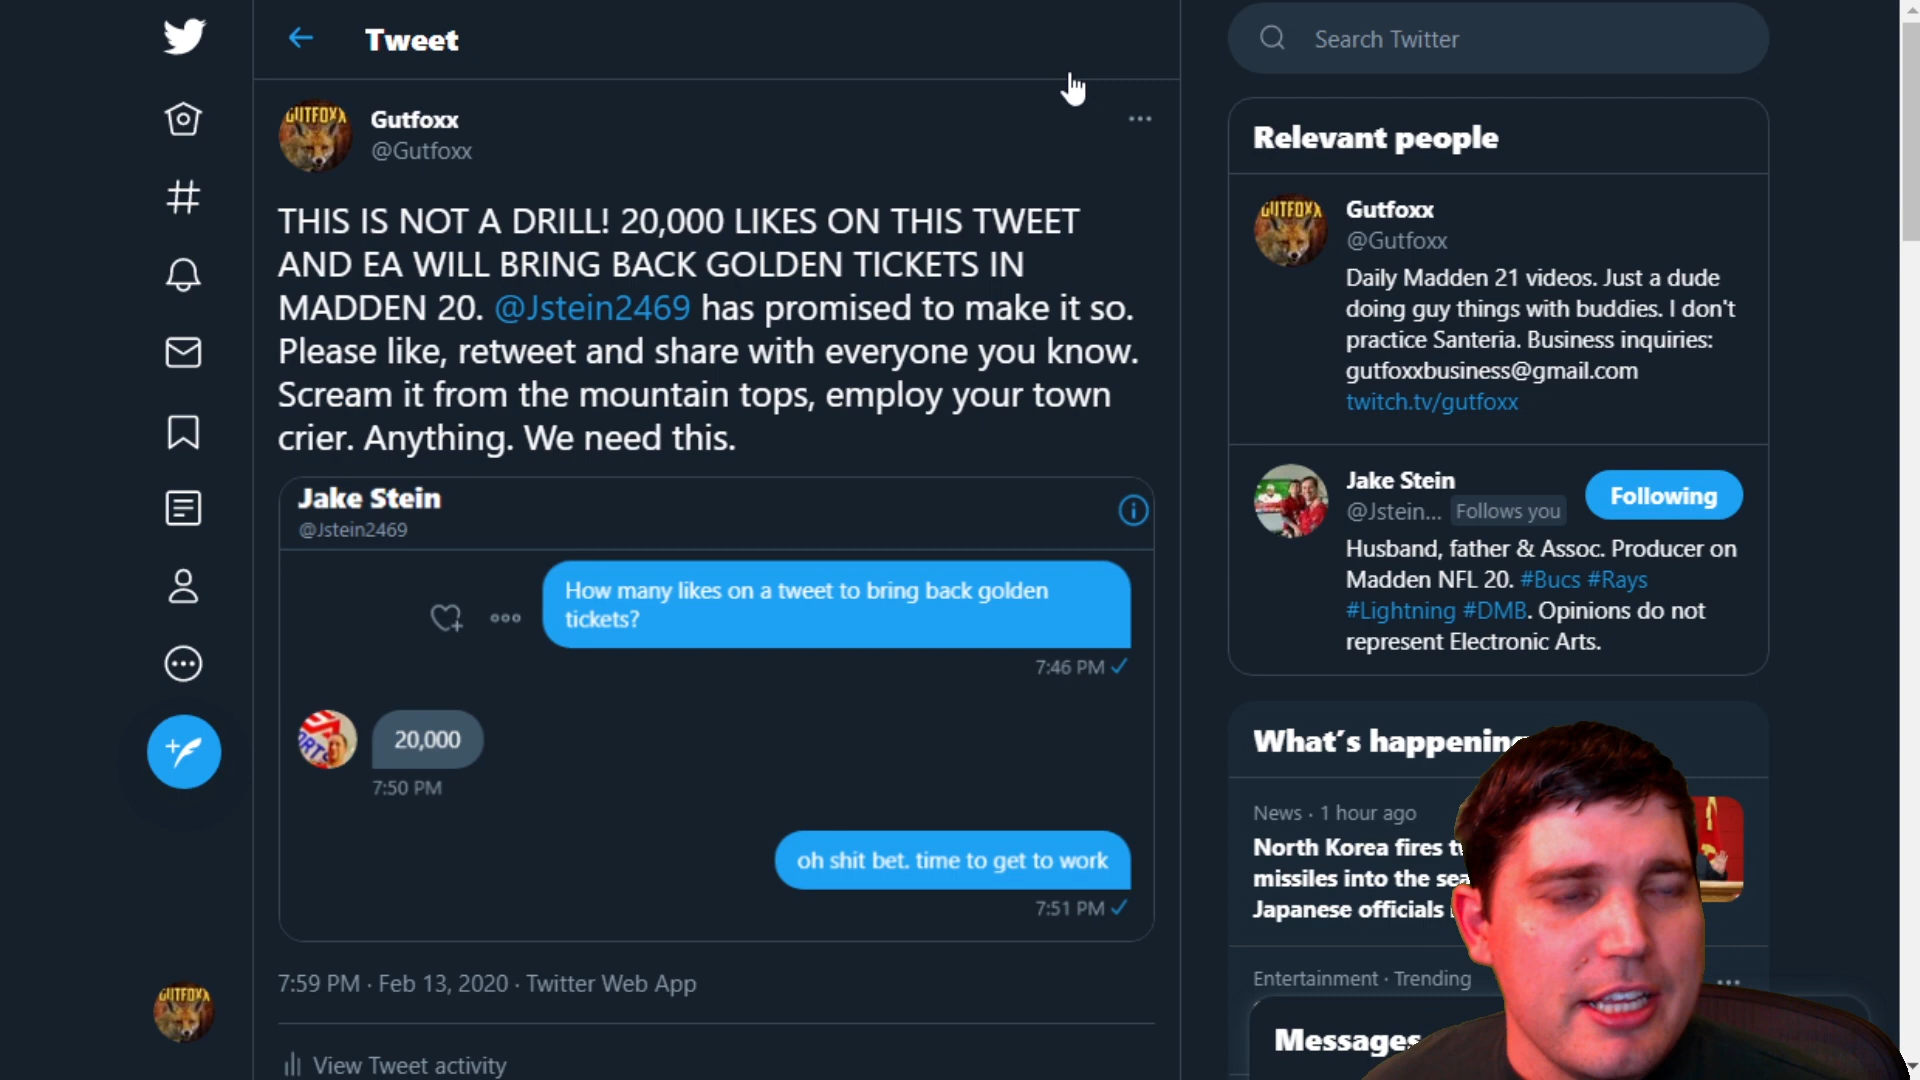 Tweet
Search Twitter
GUTFOXX
Gutfoxx
@Gutfoxx
THIS IS NOT A DRILL! 20,000 LIKES ON THIS TWEET
AND EA WILL BRING BACK GOLDEN TICKETS IN
MADDEN 20. @Jstein2469 has promised to make it so.
Please like, retweet and share with everyone you know.
Scream it from the mountain tops, employ your town
crier. Anything. We need this.
Jake Stein
@Jstein2469
How many likes on a tweet to bring back golden
tickets?
7:46 PM
20,000
7:50 PM
oh shit bet. time to get to work
7:51 PM
7:59 PM · Feb 13, 2020 · Twitter Web App
View Tweet activity
GUTFOXX
Relevant people
GUTFOXX
Gutfoxx
@Gutfoxx
Daily Madden 21 videos. Just a dude
doing guy things with buddies. I don't
practice Santeria. Business inquiries:
gutfoxxbusiness@gmail.com
twitch.tv/gutfoxx
Jake Stein
@Jstein... Follows you
Following
Husband, father & Assoc. Producer on
Madden NFL 20. #Bucs #Rays
#Lightning #DMB. Opinions do not
represent Electronic Arts.
What's happening
News · 1 hour ago
North Korea fires
missiles into the sea
Japanese officials
Entertainment · Trending
Messages